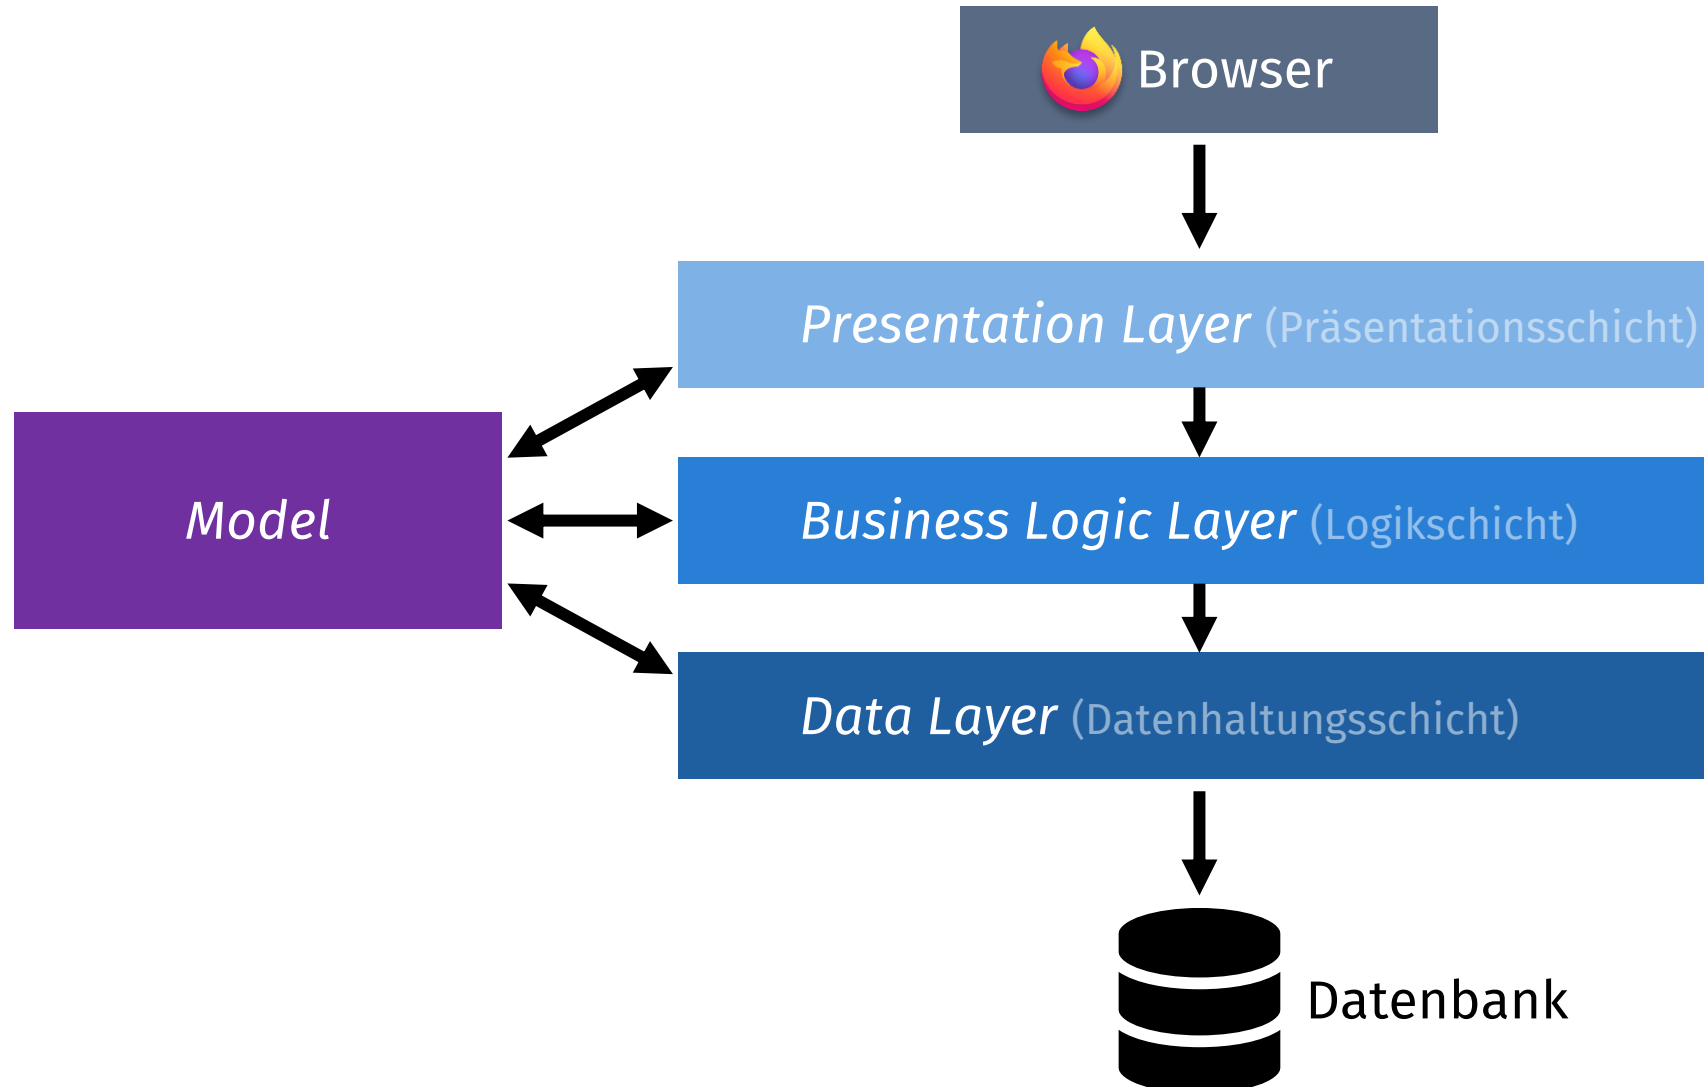 Browser
Presentation Layer (Präsentationsschicht)
Model
Business Logic Layer (Logikschicht)
Data Layer (Datenhaltungsschicht)
Datenbank